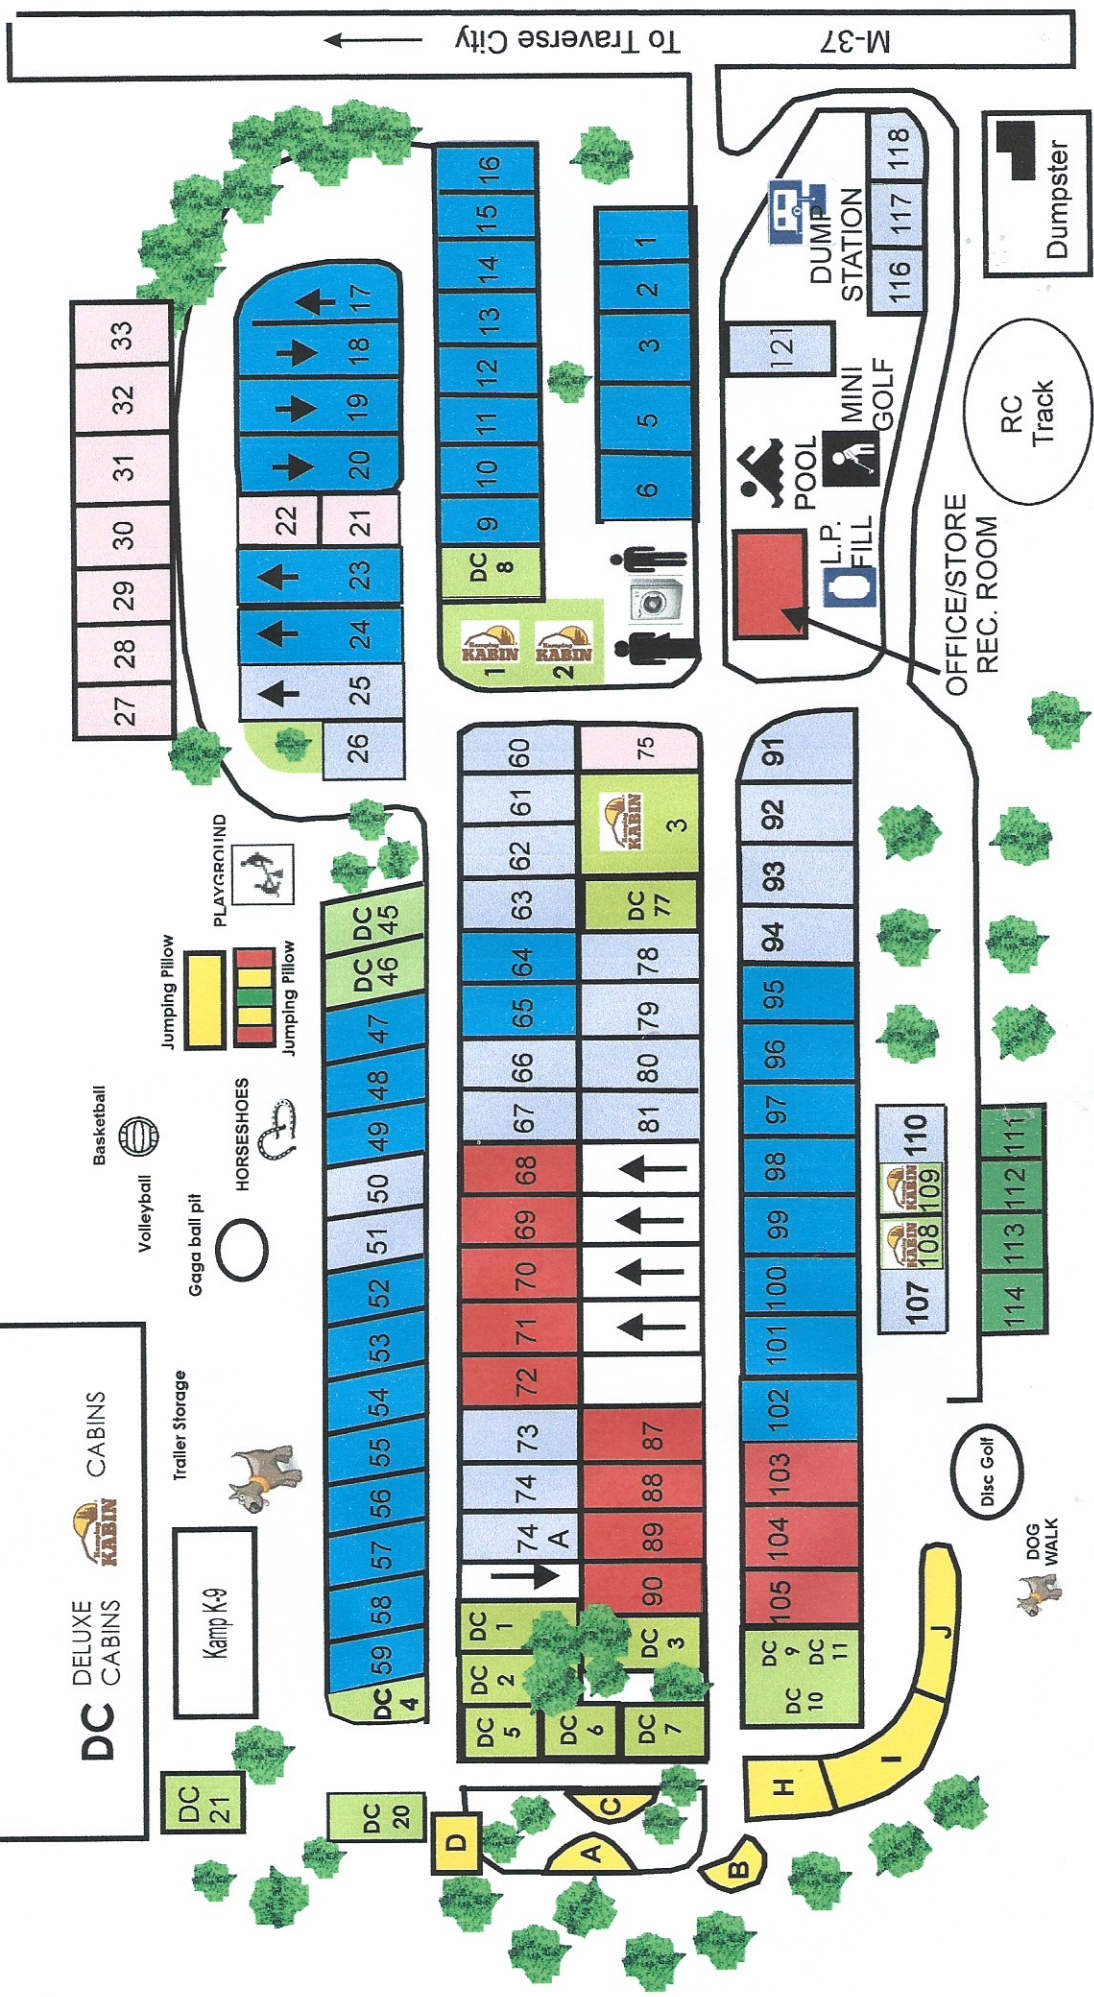 M-37
To Traverse City
33
32
31
30
29
28
27
17
18
19
20
22
21
23
24
25
26
16
15
14
13
12
11
10
9
DC
8
Kamping
KABIN
1
Kamping
KABIN
2
1
2
3
5
6
118
117
116
DUMP
STATION
Dumpster
121
MINI
GOLF
POOL
L.P.
FILL
RC
Track
OFFICE/STORE
REC. ROOM
PLAYGROUND
Jumping Pillow
Jumping Pillow
Basketball
Volleyball
HORSESHOES
Gaga ball pit
Trailer Storage
Kamp K-9
DC DELUXE
CABINS
Kamping
KABIN
CABINS
DC
45
DC
46
47
48
49
50
51
52
53
54
55
56
57
58
59
DC
4
60
61
62
63
64
65
66
67
68
69
70
71
72
73
74
74
A
DC
1
DC
2
DC
5
DC
6
DC
7
75
Kamping
KABIN
3
DC
77
78
79
80
81
87
88
89
90
DC
3
91
92
93
94
95
96
97
98
99
100
101
102
103
104
105
DC
9
DC
11
DC
10
110
Kamping
KABIN
109
Kamping
KABIN
108
107
111
112
113
114
Disc Golf
DOG
WALK
DC
21
DC
20
D
C
A
B
H
I
J